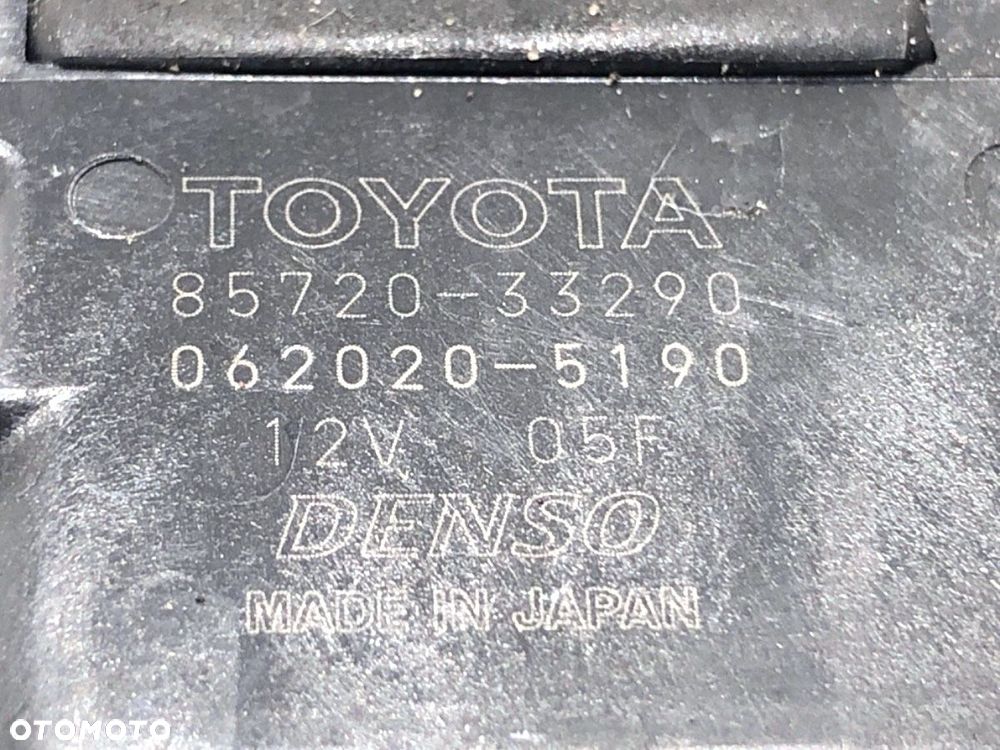 TOYOTA
85720-33290
062020-5190
12V 05F
DENSO
MADE IN JAPAN
OTOMOTO